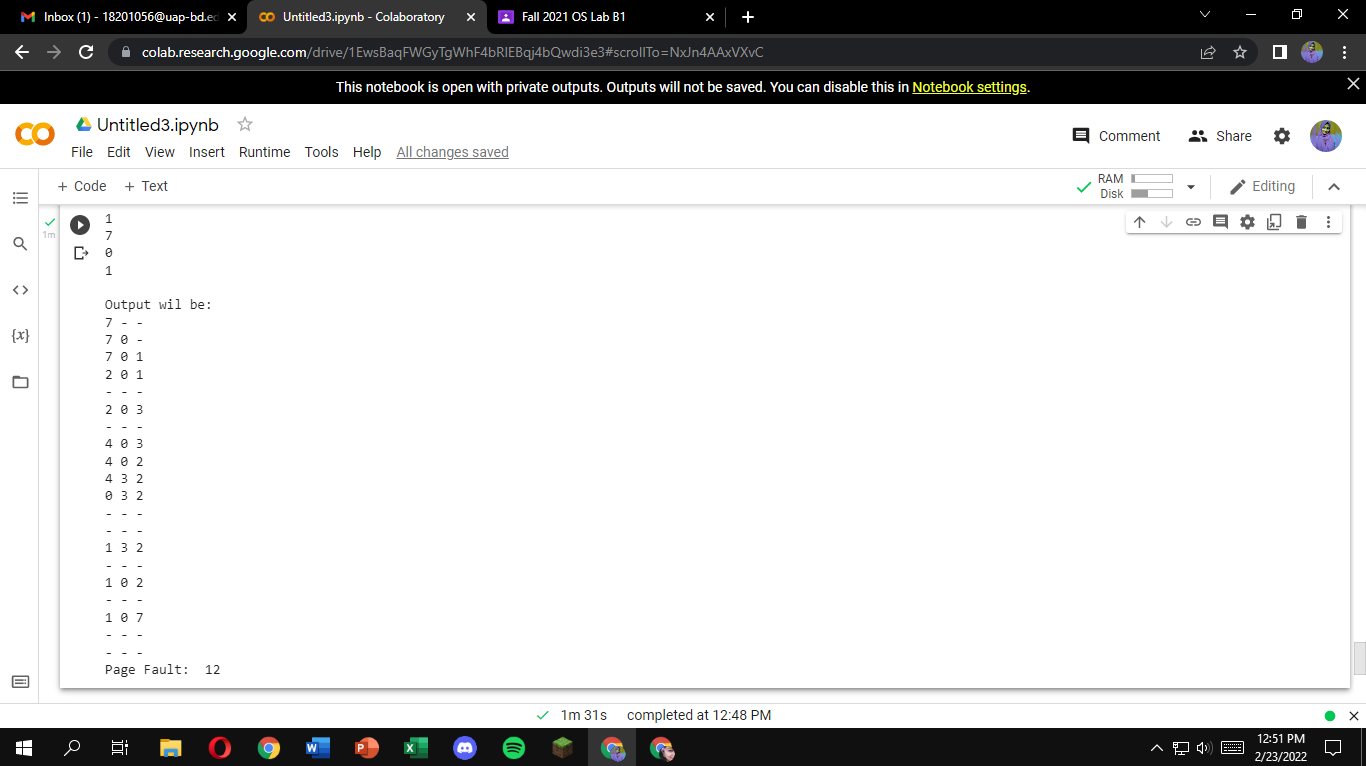 Inbox (1) - 18201056@uap-bd.ed
Untitled3.ipynb - Colaboratory
Fall 2021 OS Lab B1
colab.research.google.com/drive/1EwsBaqFWGyTgWhF4bRlEBqj4bQwdi3e3#scrollTo=NxJn4AAxVXvC
This notebook is open with private outputs. Outputs will not be saved. You can disable this in Notebook settings.
Untitled3.ipynb
Comment Share
File Edit View Insert Runtime Tools Help All changes saved
+ Code + Text
RAM
Disk
Editing
1m
1
7
0
1
Output wil be:
7 - -
7 0 -
7 0 1
2 0 1
- - -
2 0 3
- - -
4 0 3
4 0 2
4 3 2
0 3 2
- - -
- - -
1 3 2
- - -
1 0 2
- - -
1 0 7
- - -
- - -
Page Fault:  12
1m 31s completed at 12:48 PM
12:51 PM
2/23/2022